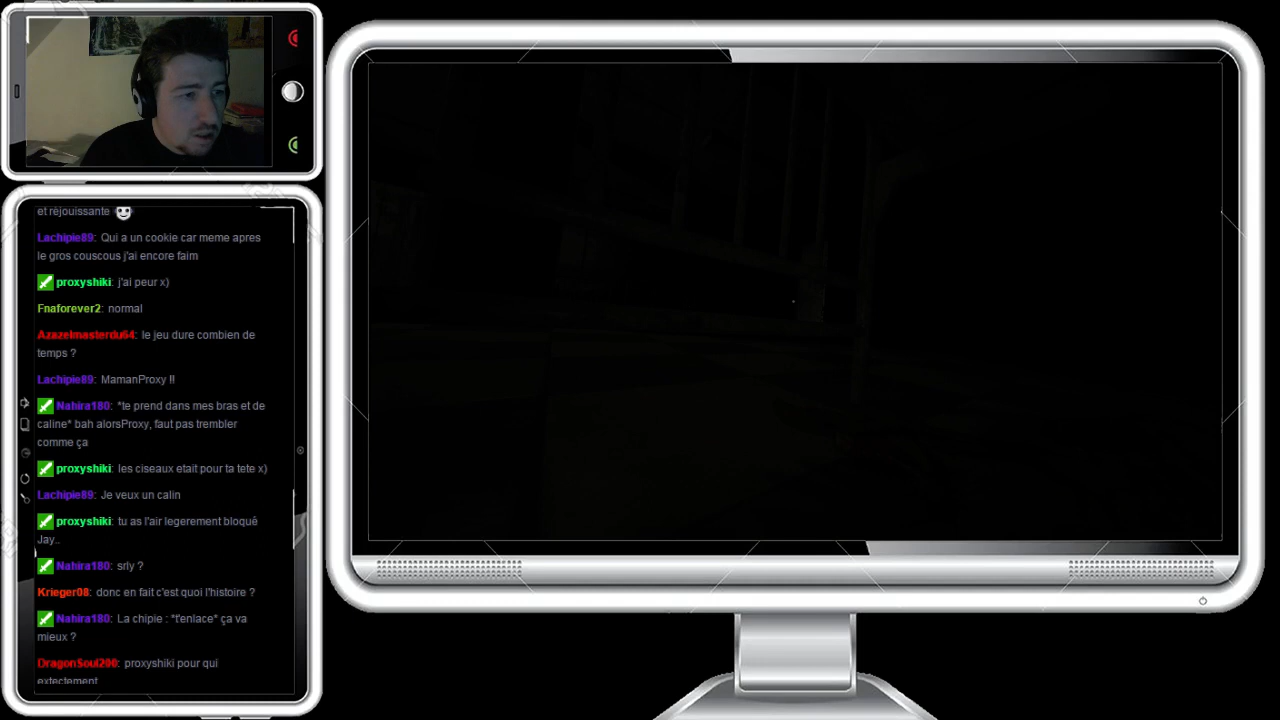 et réjouissante
Lachipie89: Qui a un cookie car meme apres
le gros couscous j'ai encore faim
proxyshiki: j'ai peur x)
Fnaforever2: normal
Azazelmasterdu64: le jeu dure combien de
temps ?
Lachipie89: MamanProxy !!
Nahira180: *te prend dans mes bras et de
caline* bah alorsProxy, faut pas trembler
comme ça
proxyshiki: les ciseaux etait pour ta tete x)
Lachipie89: Je veux un calin
proxyshiki: tu as l'air legerement bloqué
Jay..
Nahira180: srly ?
Krieger08: donc en fait c'est quoi l'histoire ?
Nahira180: La chipie : *t'enlace* ça va
mieux ?
DragonSoul200: proxyshiki pour qui
extectement